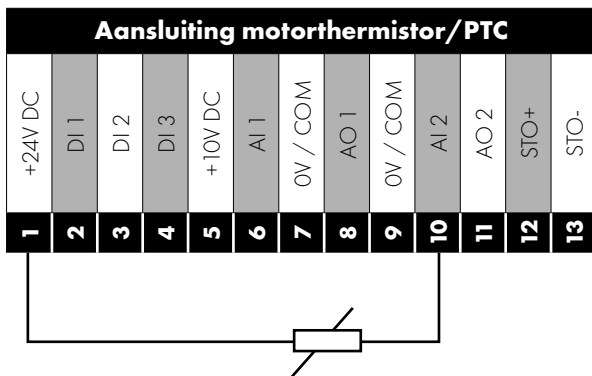 Aansluiting motorthermistor/PTC
+24V DC
DI 1
DI 2
DI 3
+10V DC
AI 1
0V / COM
AO 1
0V / COM
AI 2
AO 2
STO+
STO-
1
2
3
4
5
6
7
8
9
10
11
12
13